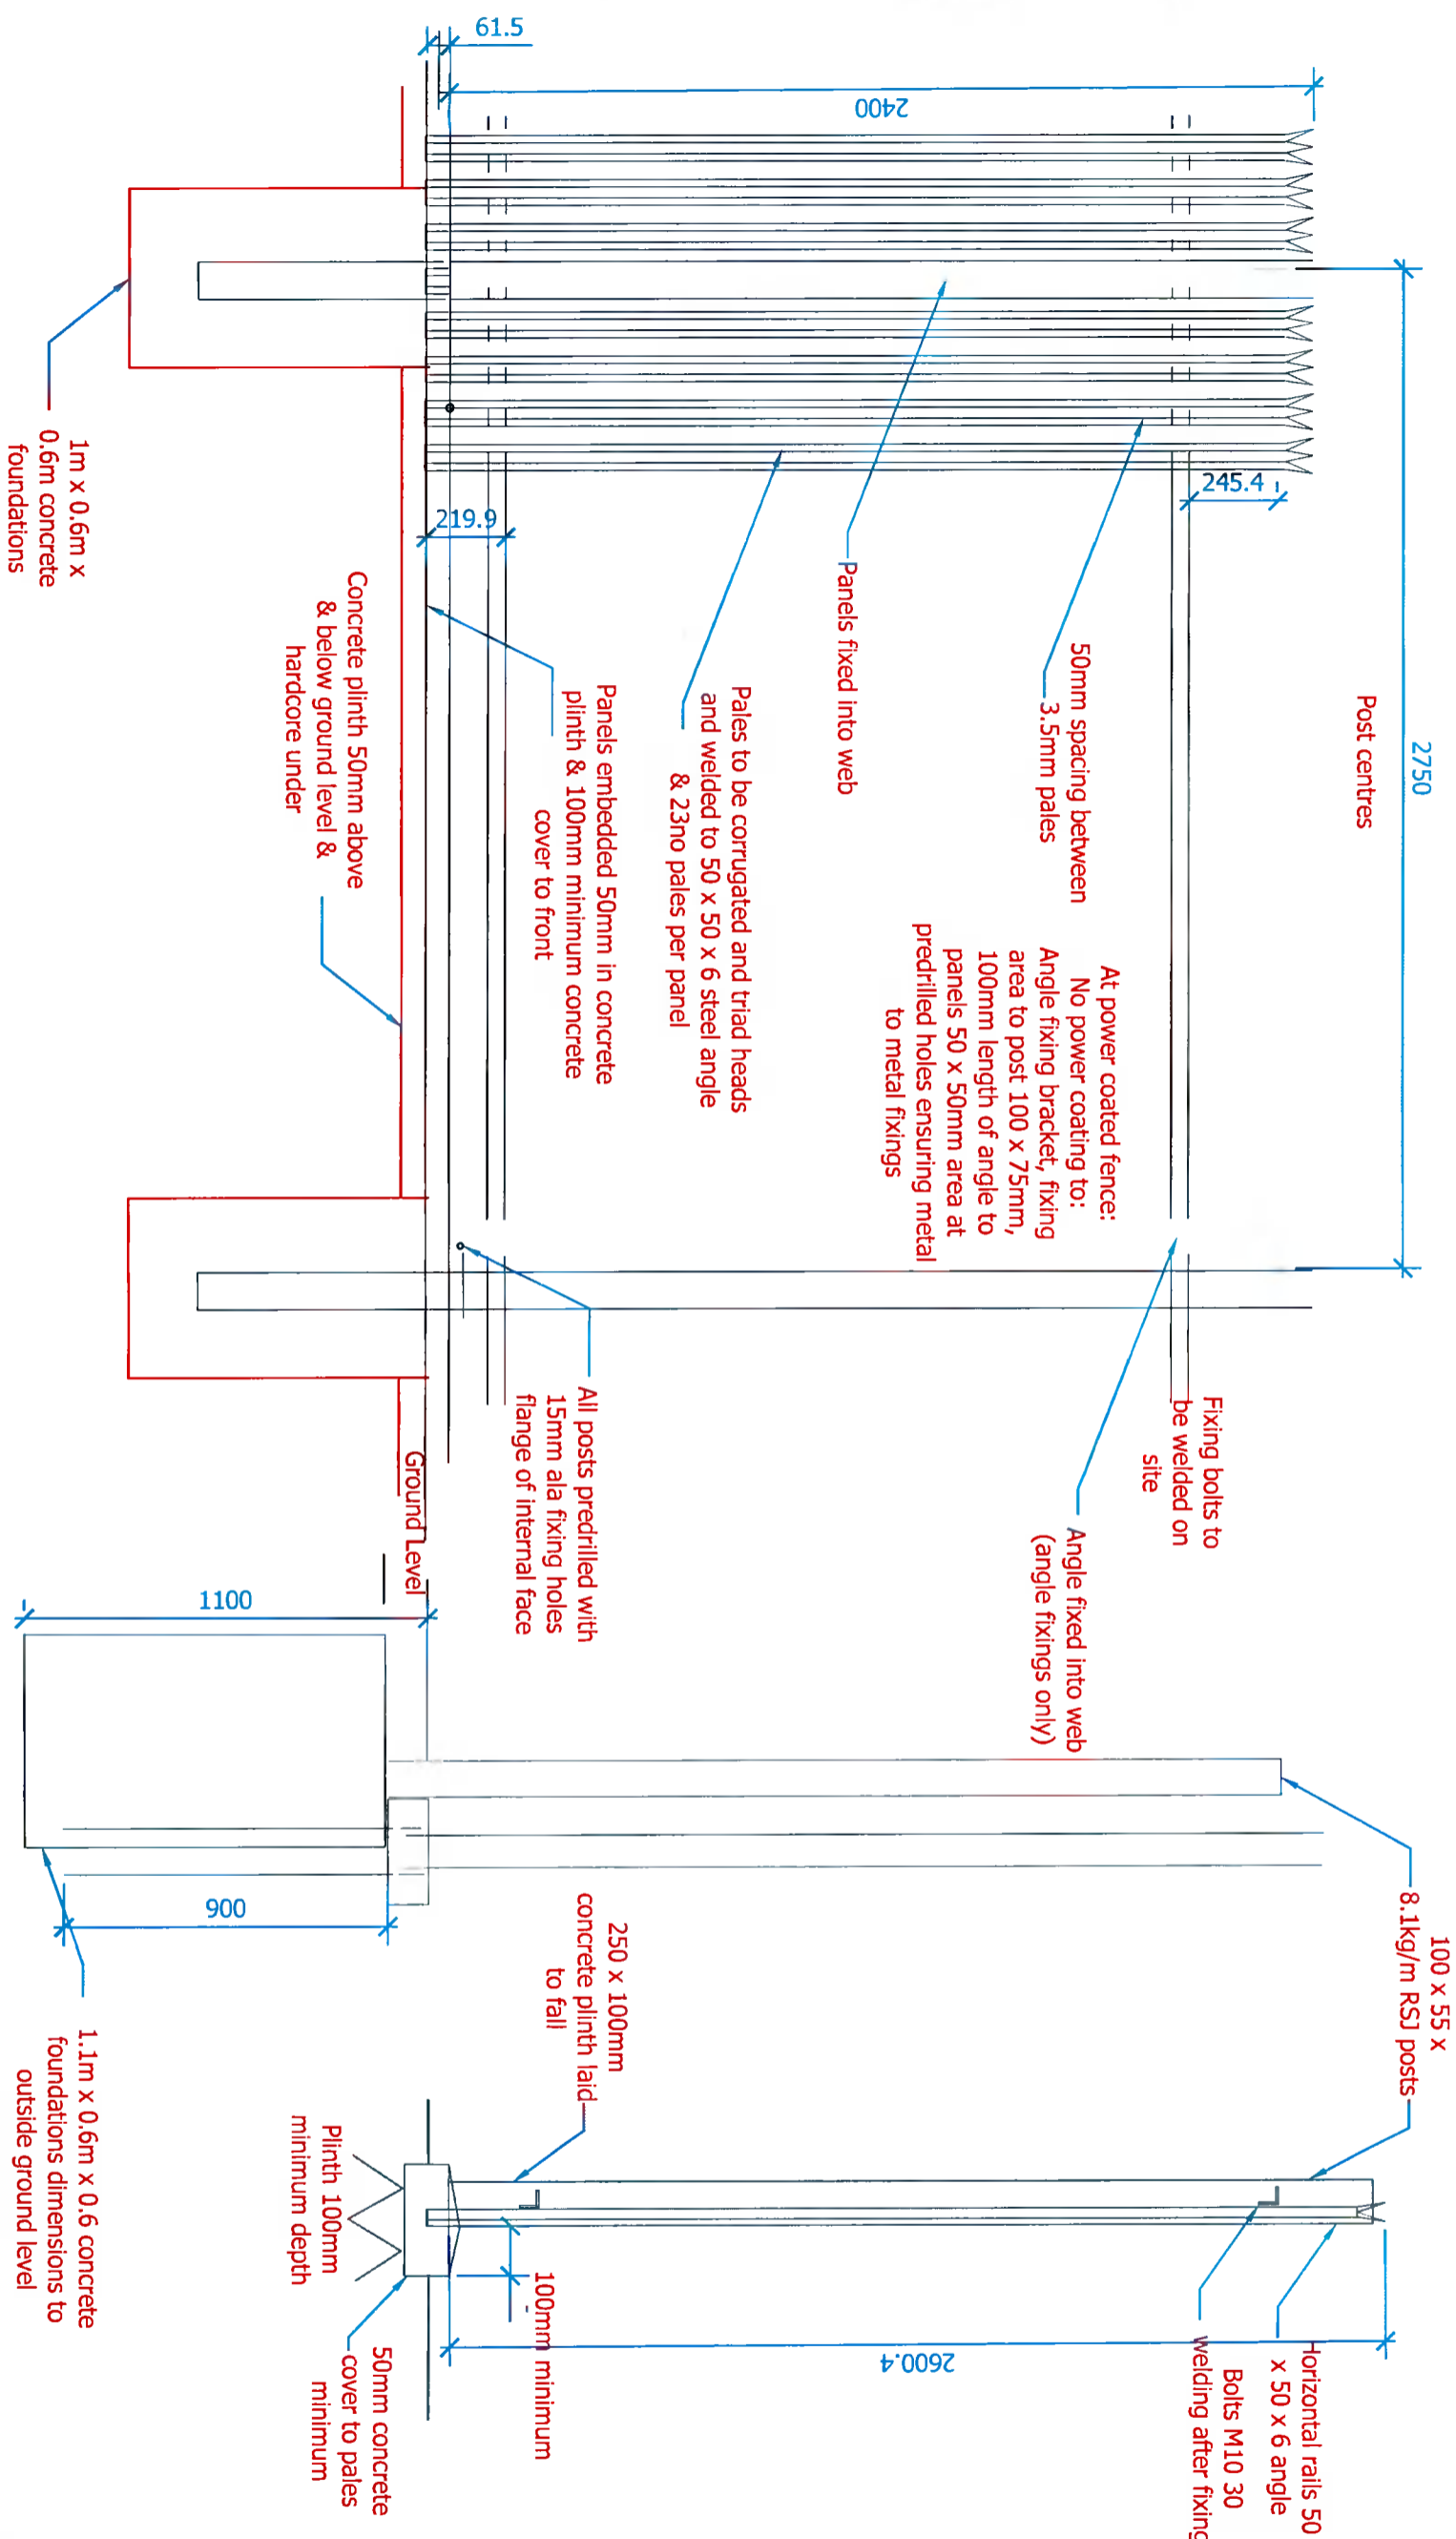 61.5
2400
2750
Post centres
245.4
219.9
50mm spacing between
3.5mm pales
Panels fixed into web
Pales to be corrugated and triad heads
and welded to 50 x 50 x 6 steel angle
& 23no pales per panel
Panels embedded 50mm in concrete
plinth & 100mm minimum concrete
cover to front
Concrete plinth 50mm above
& below ground level &
hardcore under
1m x 0.6m x
0.6m concrete
foundations
At power coated fence:
No power coating to:
Angle fixing bracket, fixing
area to post 100 x 75mm,
100mm length of angle to
panels 50 x 50mm area at
predrilled holes ensuring metal
to metal fixings
Fixing bolts to
be welded on
site
Angle fixed into web
(angle fixings only)
All posts predrilled with
15mm ala fixing holes
flange of internal face
Ground Level
1100
900
100 x 55 x
8.1kg/m RSJ posts
250 x 100mm
concrete plinth laid
to fall
1.1m x 0.6m x 0.6 concrete
foundations dimensions to
outside ground level
Plinth 100mm
minimum depth
100mm minimum
50mm concrete
cover to pales
minimum
2600.4
Horizontal rails 50
x 50 x 6 angle
Bolts M10 30
welding after fixing